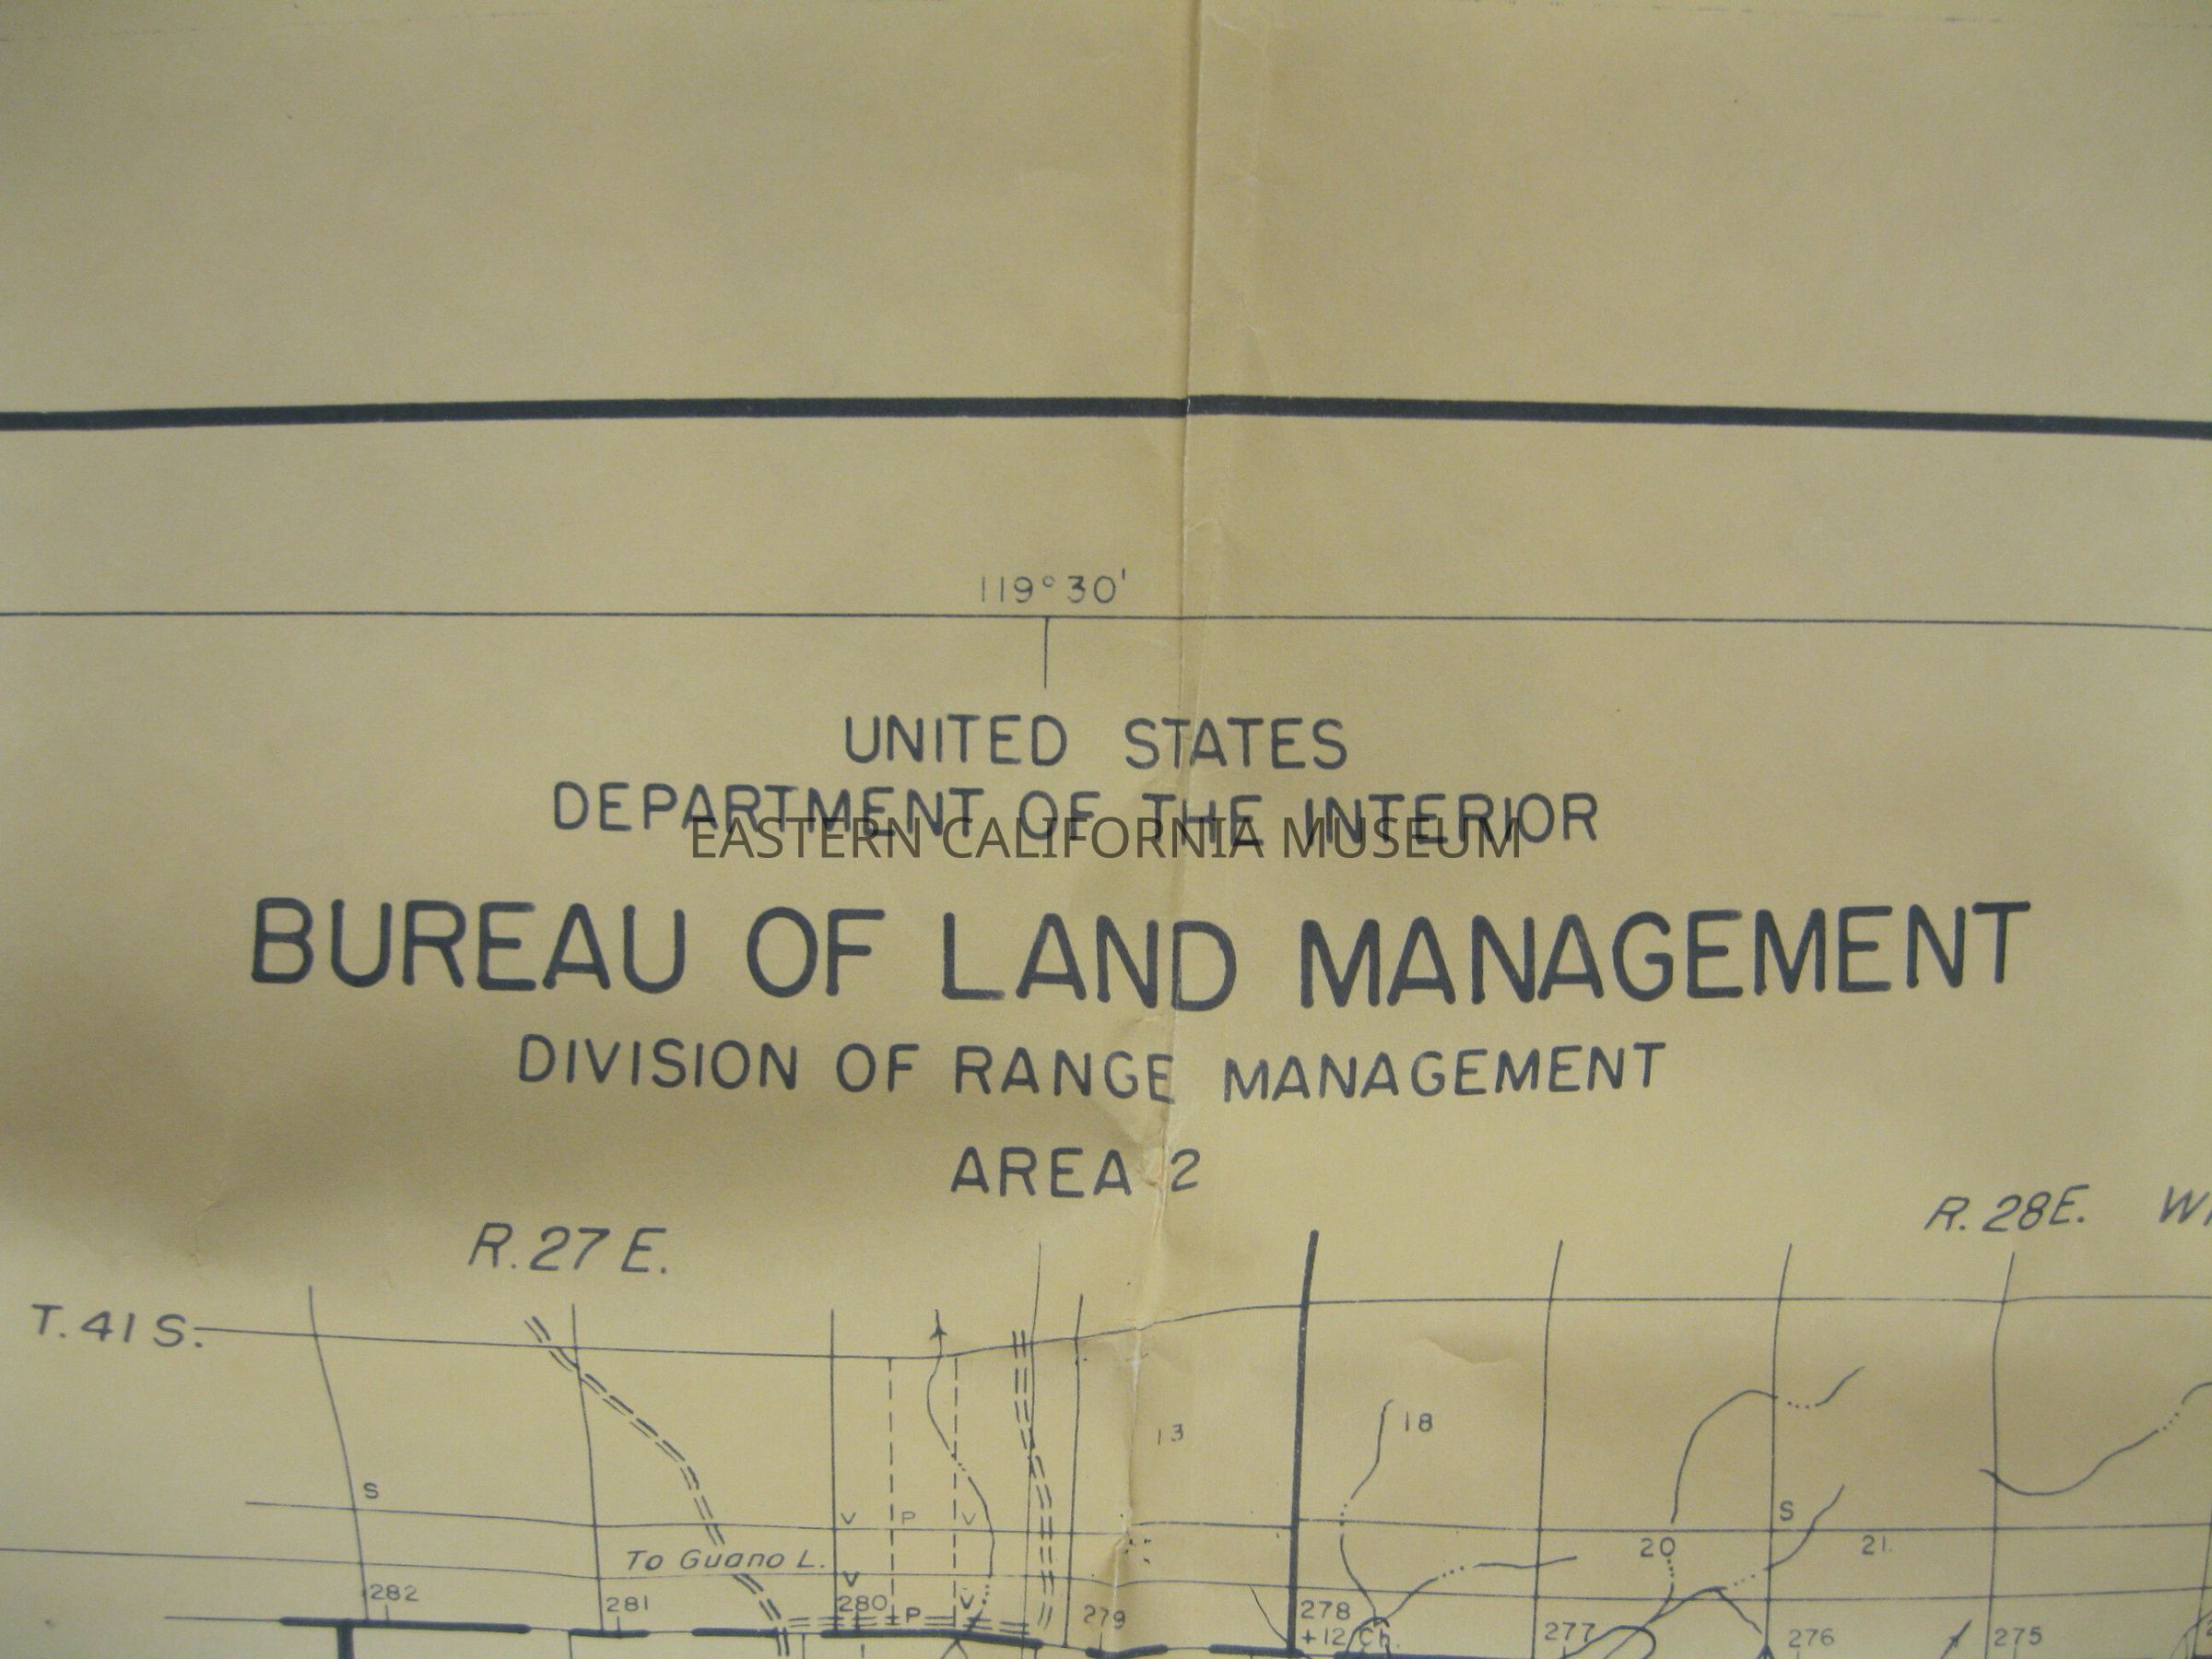 119°30'
UNITED STATES
DEPARTMENT OF THE INTERIOR
EASTERN CALIFORNIA MUSEUM
BUREAU OF LAND MANAGEMENT
DIVISION OF RANGE MANAGEMENT
AREA 2
R. 27 E.
R. 28 E.
T. 41 S.
13
18
S
V P V
S
To Guano L.
V
20
21
282
281
280
P
V
279
278
+12 Ch.
277
276
275